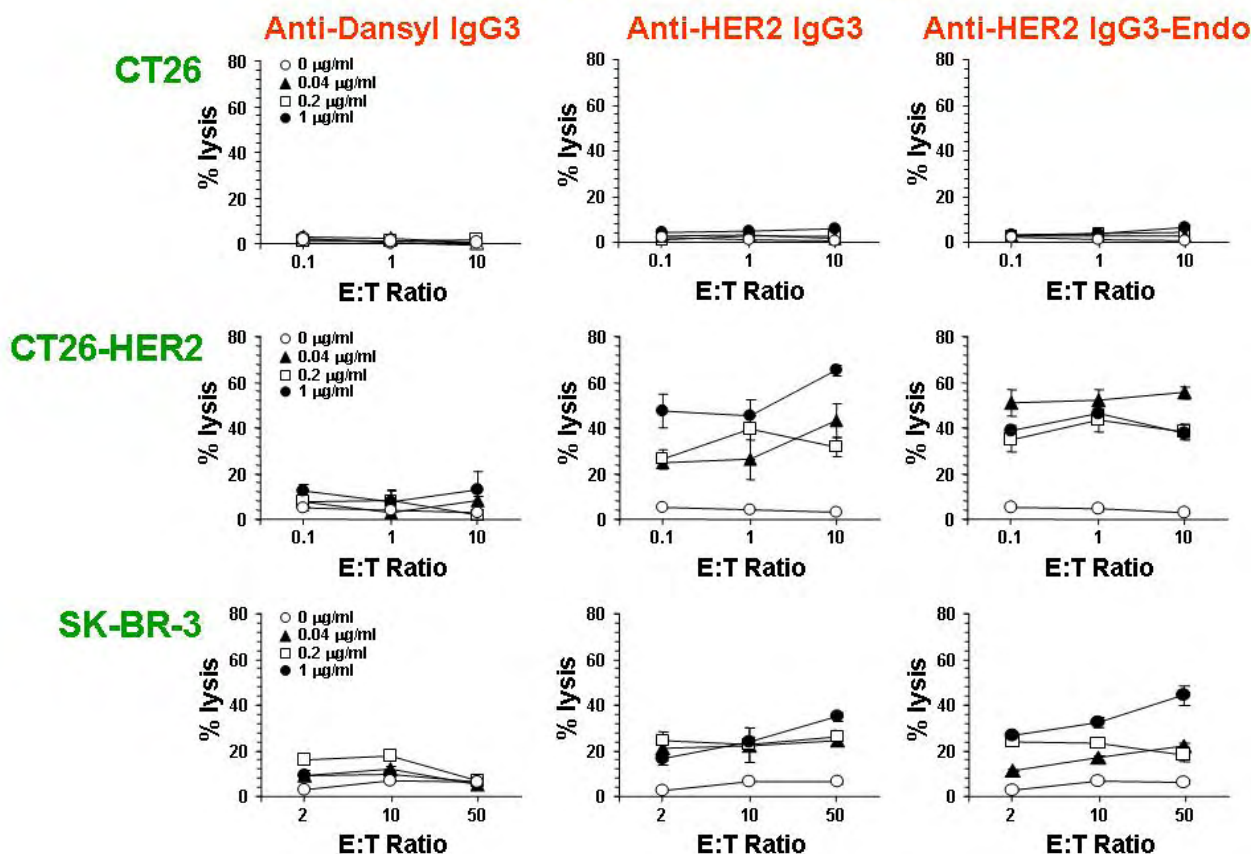 Anti-Dansyl IgG3 Anti-HER2 IgG3 Anti-HER2 IgG3-Endo
CT26
% lysis
80
60
40
20
0
0 µg/ml
0.04 µg/ml
0.2 µg/ml
1 µg/ml
0.1 1 10
E:T Ratio
% lysis
80
60
40
20
0
0.1 1 10
E:T Ratio
% lysis
80
60
40
20
0
0.1 1 10
E:T Ratio
CT26-HER2
% lysis
80
60
40
20
0
0 µg/ml
0.04 µg/ml
0.2 µg/ml
1 µg/ml
0.1 1 10
E:T Ratio
% lysis
80
60
40
20
0
0.1 1 10
E:T Ratio
% lysis
80
60
40
20
0
0.1 1 10
E:T Ratio
SK-BR-3
% lysis
80
60
40
20
0
0 µg/ml
0.04 µg/ml
0.2 µg/ml
1 µg/ml
2 10 50
E:T Ratio
% lysis
80
60
40
20
0
2 10 50
E:T Ratio
% lysis
80
60
40
20
0
2 10 50
E:T Ratio